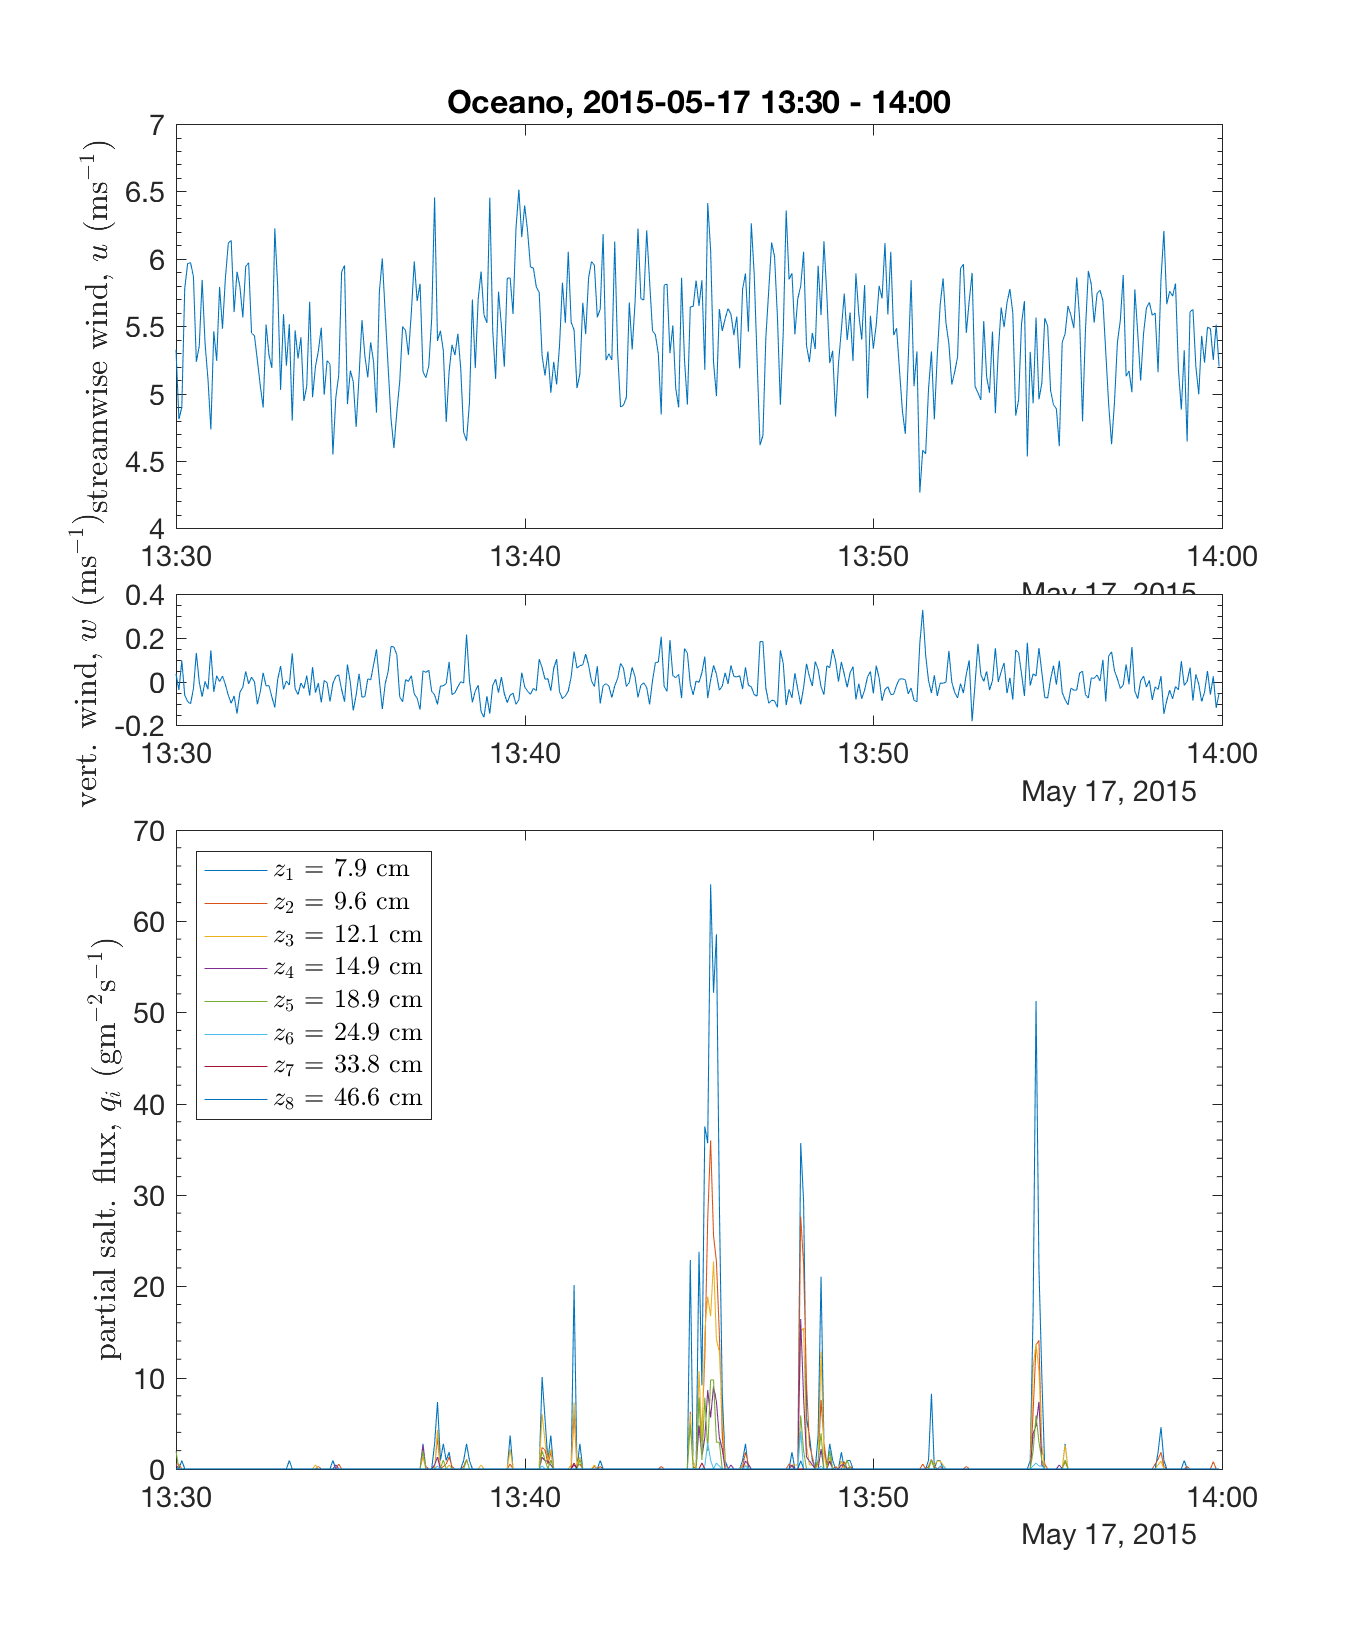 Oceano, 2015-05-17 13:30 - 14:00
streamwise wind, u (ms⁻¹)
7
6.5
6
5.5
5
4.5
4
13:30 13:40 13:50 14:00
May 17, 2015
vert. wind, w (ms⁻¹)
0.4
0.2
0
-0.2
13:30 13:40 13:50 14:00
May 17, 2015
partial salt. flux, qᵢ (gm⁻²s⁻¹)
70
60
50
40
30
20
10
0
z₁ = 7.9 cm
z₂ = 9.6 cm
z₃ = 12.1 cm
z₄ = 14.9 cm
z₅ = 18.9 cm
z₆ = 24.9 cm
z₇ = 33.8 cm
z₈ = 46.6 cm
13:30 13:40 13:50 14:00
May 17, 2015